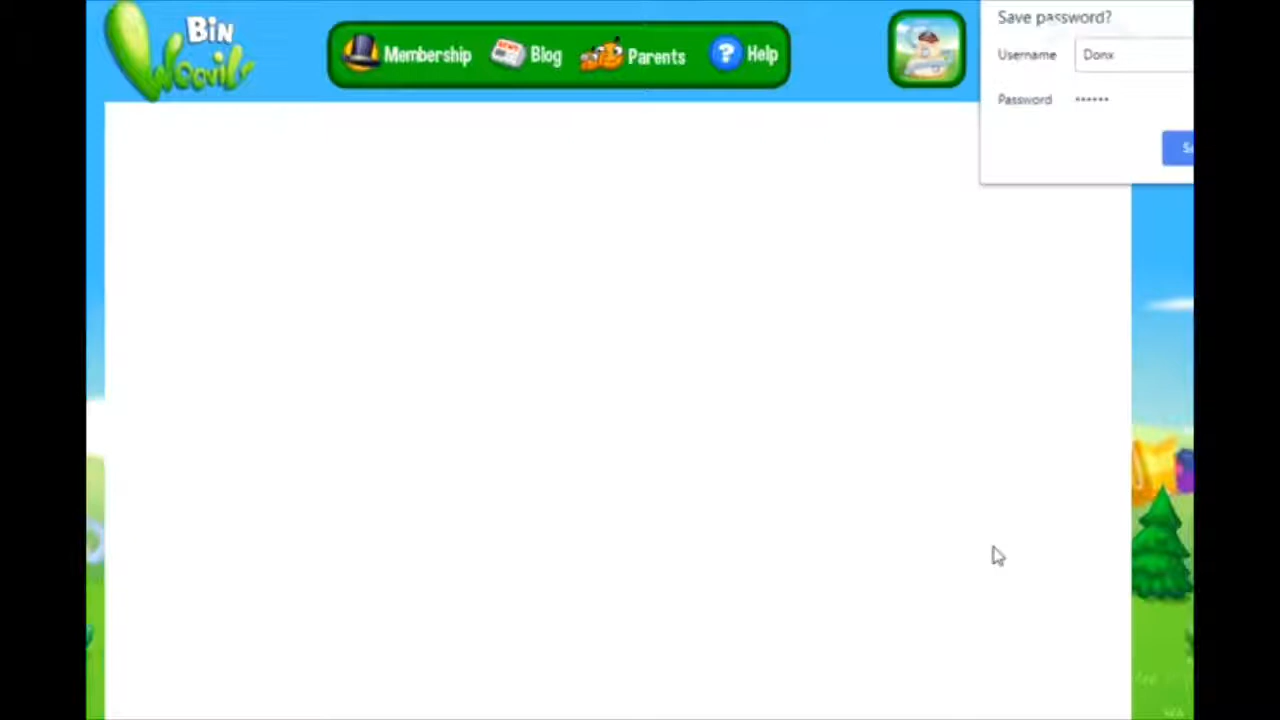 Bin
Weevils
Membership
Blog
Parents
Help
Save password?
Username Donx
Password ••••••